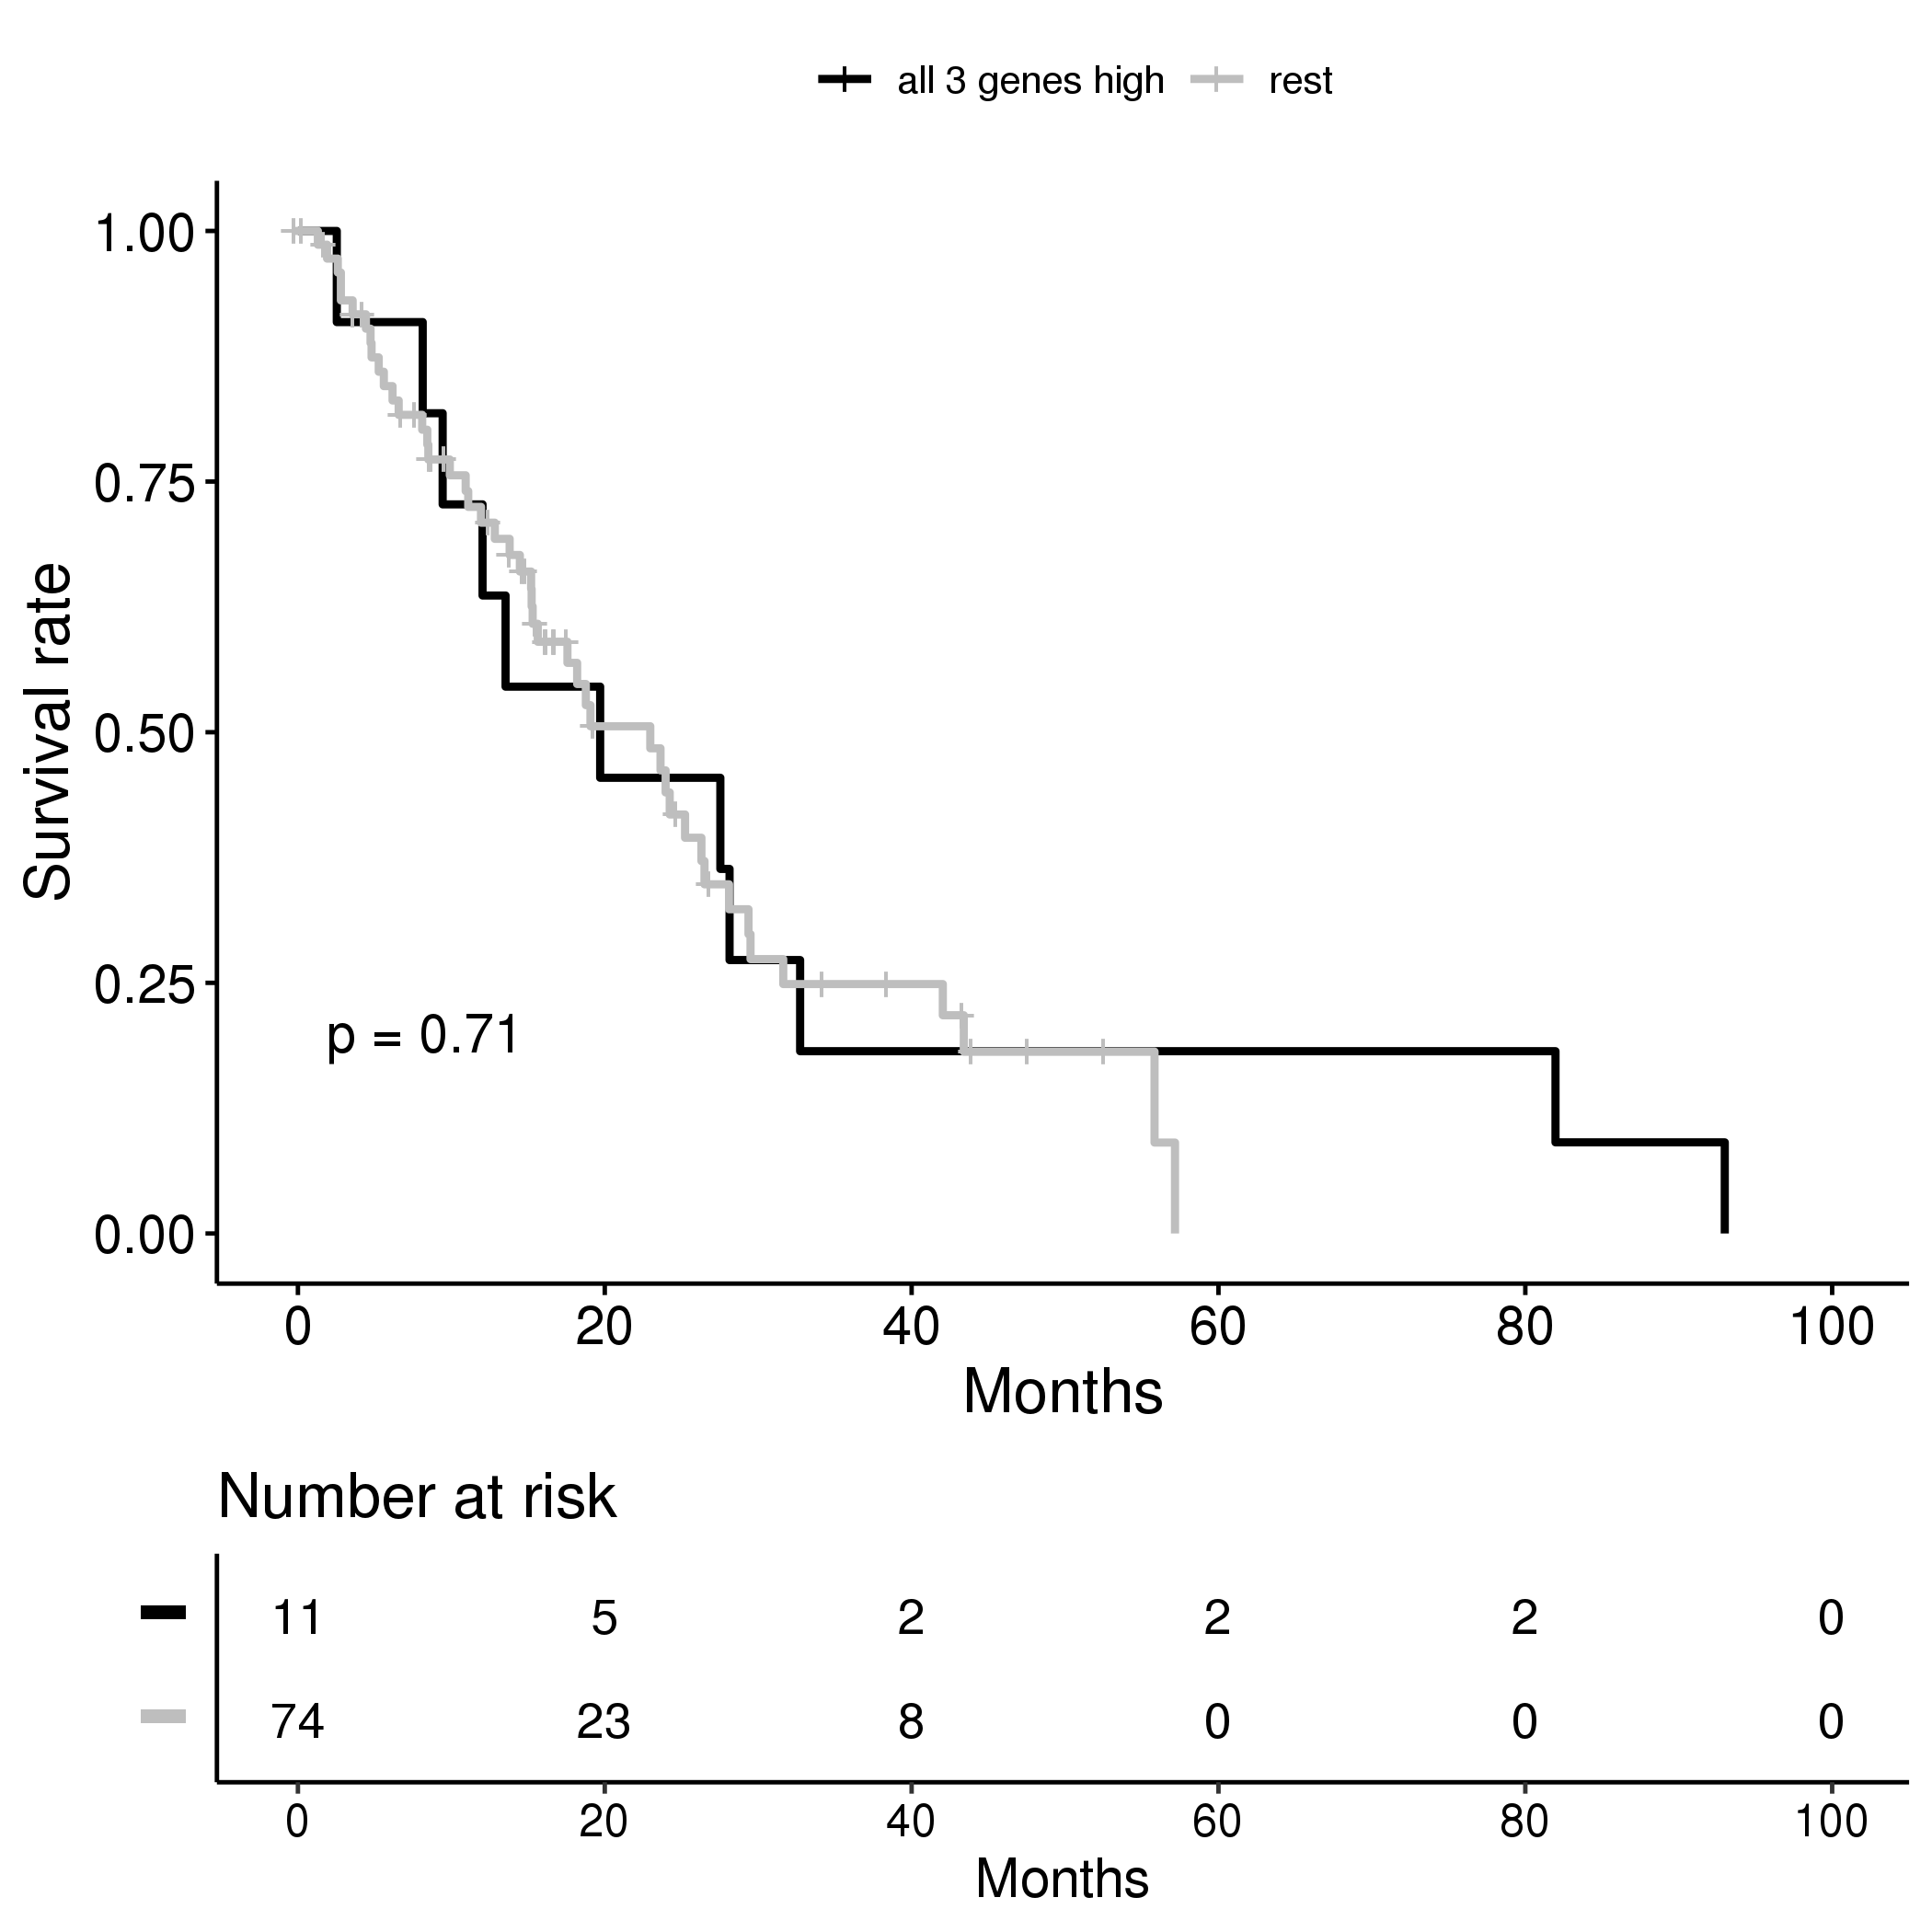 all 3 genes high rest
1.00
0.75
0.50
0.25
0.00
Survival rate
p = 0.71
0 20 40 60 80 100
Months
Number at risk
11 5 2 2 2 0
74 23 8 0 0 0
0 20 40 60 80 100
Months